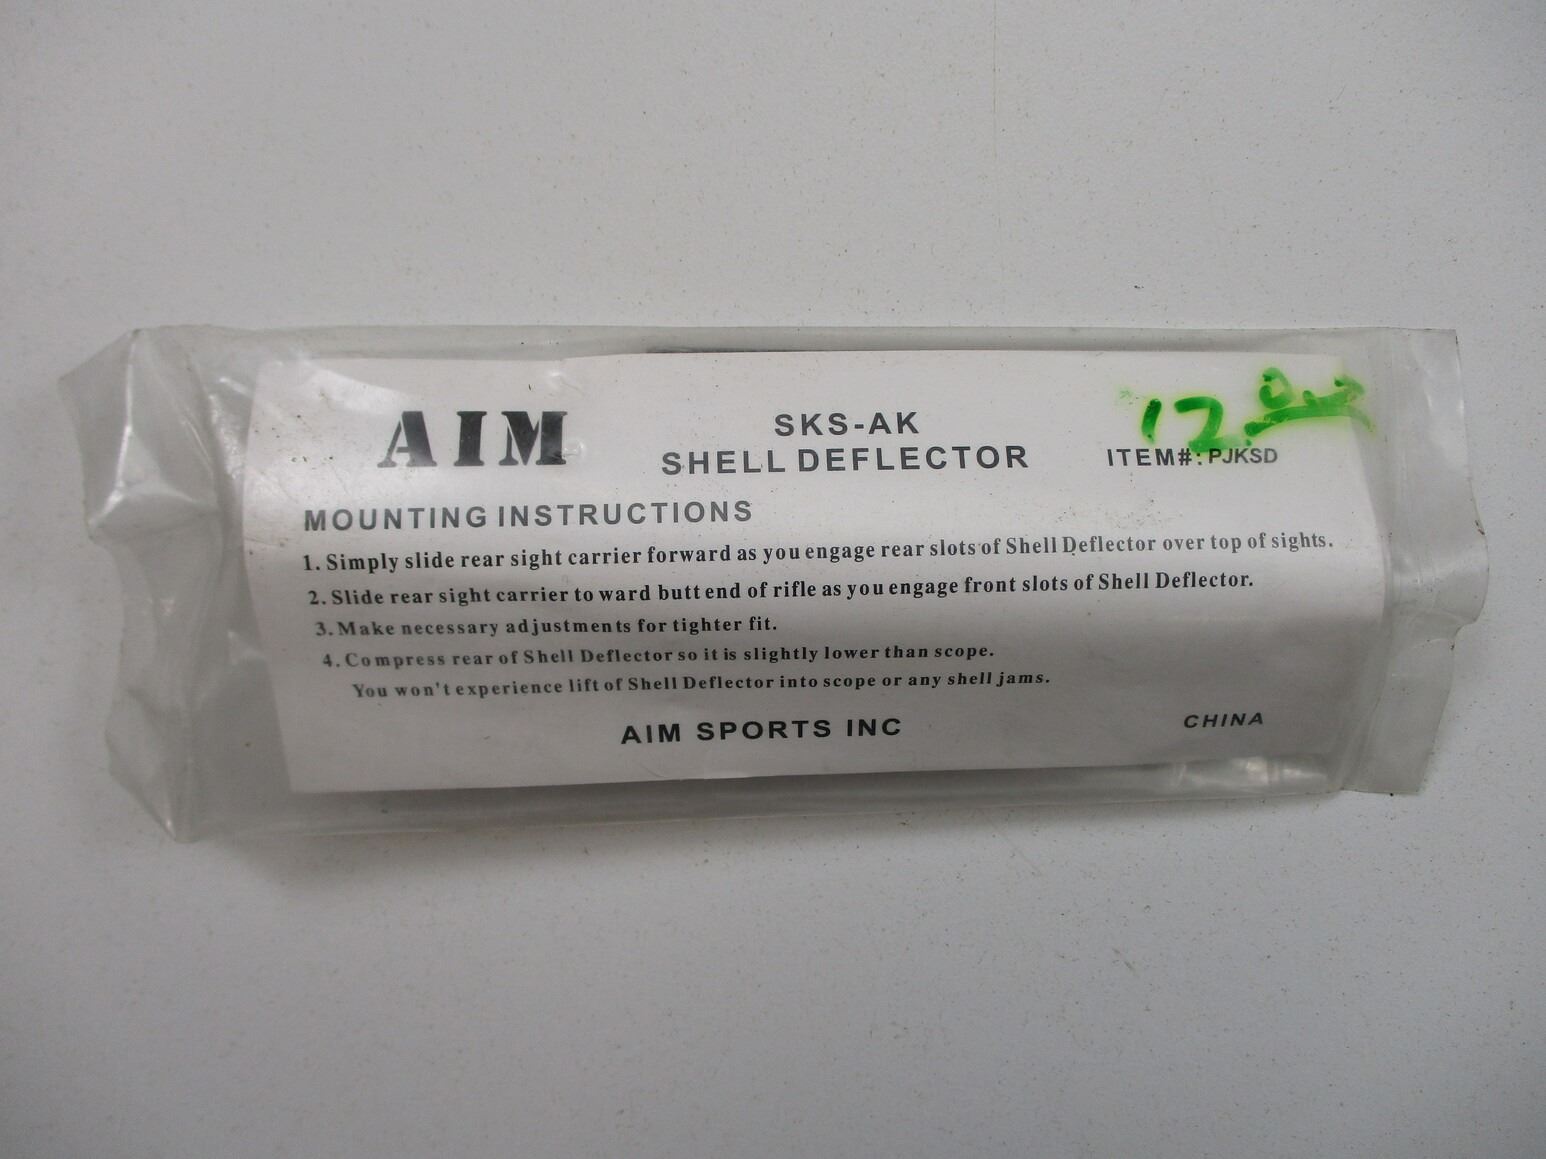 AIM
SKS-AK
SHELL DEFLECTOR
12.
ITEM#: PJKSD
MOUNTING INSTRUCTIONS
1. Simply slide rear sight carrier forward as you engage rear slots of Shell Deflector over top of sights.
2. Slide rear sight carrier to ward butt end of rifle as you engage front slots of Shell Deflector.
3. Make necessary adjustments for tighter fit.
4. Compress rear of Shell Deflector so it is slightly lower than scope.
You won't experience lift of Shell Deflector into scope or any shell jams.
AIM SPORTS INC
CHINA